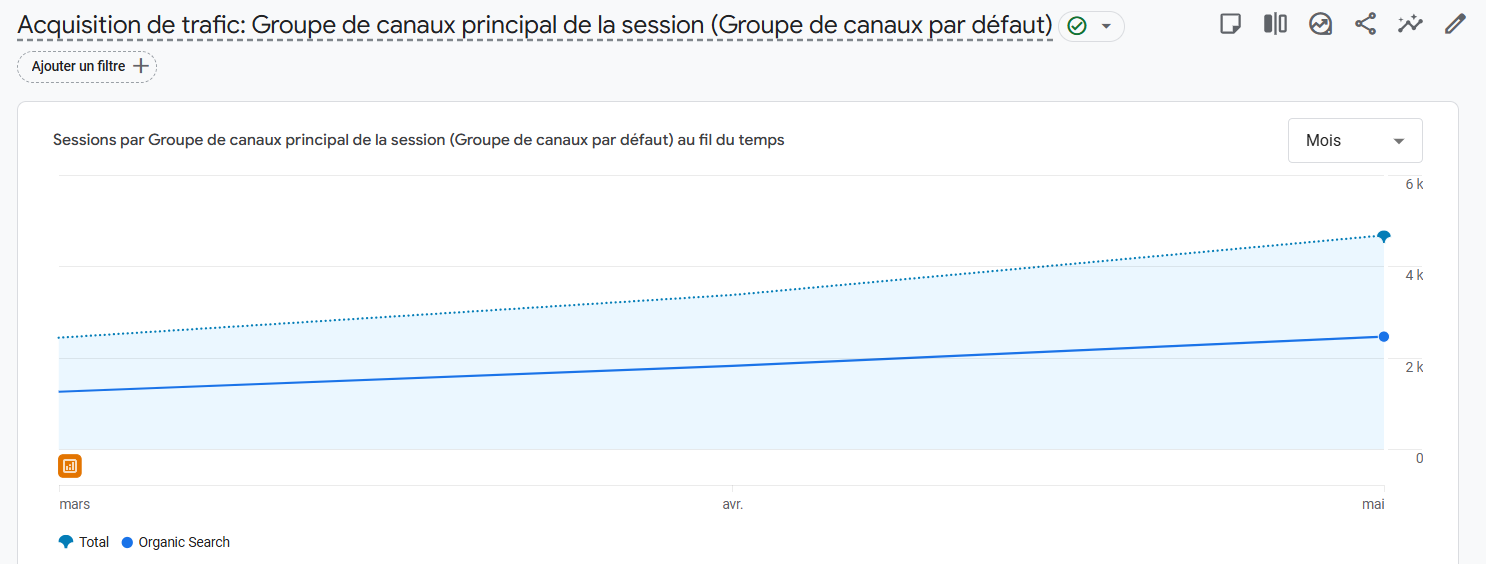 Acquisition de trafic: Groupe de canaux principal de la session (Groupe de canaux par défaut)
Ajouter un filtre
Sessions par Groupe de canaux principal de la session (Groupe de canaux par défaut) au fil du temps
Mois
6 k
4 k
2 k
0
mars avr. mai
Total Organic Search